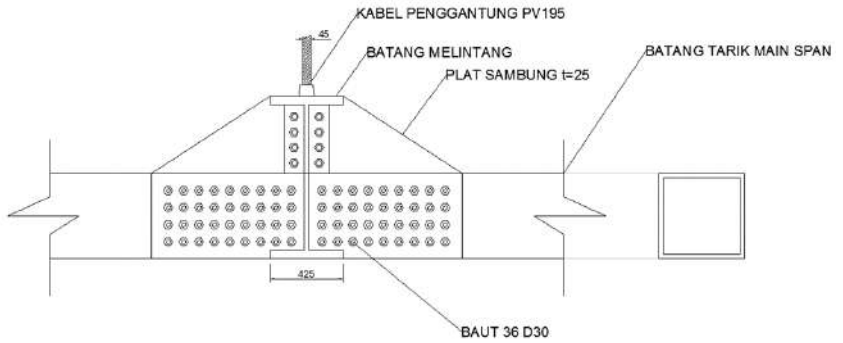 KABEL PENGGANTUNG PV195
45
BATANG MELINTANG
BATANG TARIK MAIN SPAN
PLAT SAMBUNG t=25
425
BAUT 36 D30